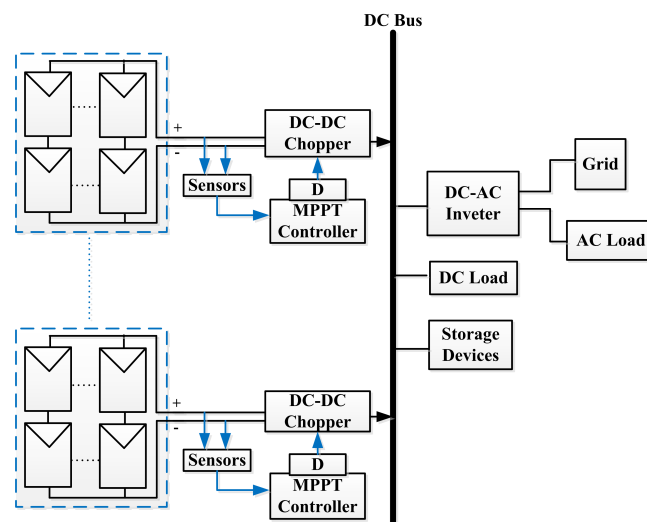 DC Bus
+
-
DC-DC
Chopper
Sensors
D
MPPT
Controller
DC-AC
Inveter
Grid
AC Load
DC Load
Storage
Devices
+
-
DC-DC
Chopper
Sensors
D
MPPT
Controller